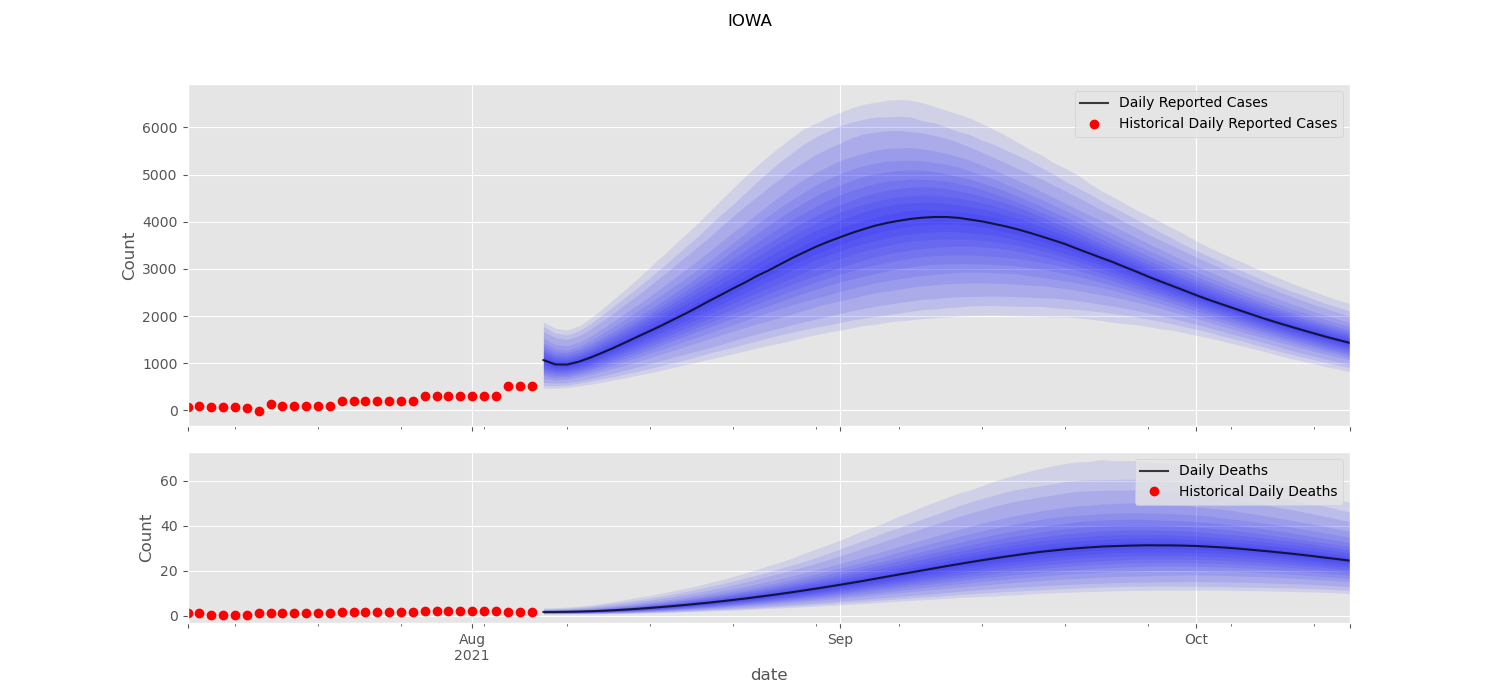 IOWA
Daily Reported Cases
Historical Daily Reported Cases
6000
5000
4000
3000
2000
1000
0
Count
Daily Deaths
Historical Daily Deaths
60
40
20
0
Count
Aug
2021
Sep
Oct
date